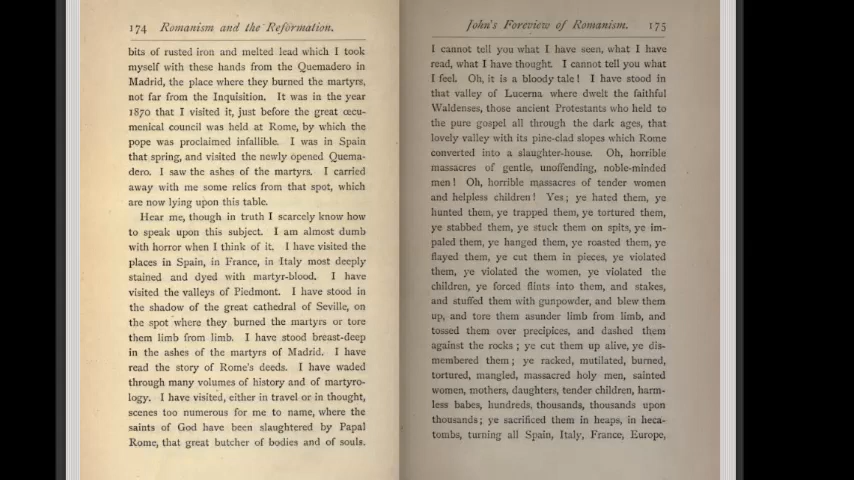 174 Romanism and the Reformation.
bits of rusted iron and melted lead which I took
myself with these hands from the Quemadero in
Madrid, the place where they burned the martyrs,
not far from the Inquisition. It was in the year
1870 that I visited it, just before the great œcu-
menical council was held at Rome, by which the
pope was proclaimed infallible. I was in Spain
that spring, and visited the newly opened Quema-
dero. I saw the ashes of the martyrs. I carried
away with me some relics from that spot, which
are now lying upon this table.
Hear me, though in truth I scarcely know how
to speak upon this subject. I am almost dumb
with horror when I think of it. I have visited the
places in Spain, in France, in Italy most deeply
stained and dyed with martyr-blood. I have
visited the valleys of Piedmont. I have stood in
the shadow of the great cathedral of Seville, on
the spot where they burned the martyrs or tore
them limb from limb. I have stood breast-deep
in the ashes of the martyrs of Madrid. I have
read the story of Rome's deeds. I have waded
through many volumes of history and of martyro-
logy. I have visited, either in travel or in thought,
scenes too numerous for me to name, where the
saints of God have been slaughtered by Papal
Rome, that great butcher of bodies and of souls.
John's Foreview of Romanism. 175
I cannot tell you what I have seen, what I have
read, what I have thought. I cannot tell you what
I feel. Oh, it is a bloody tale! I have stood in
that valley of Lucerna where dwelt the faithful
Waldenses, those ancient Protestants who held to
the pure gospel all through the dark ages, that
lovely valley with its pine-clad slopes which Rome
converted into a slaughter-house. Oh, horrible
massacres of gentle, unoffending, noble-minded
men! Oh, horrible massacres of tender women
and helpless children! Yes; ye hated them, ye
hunted them, ye trapped them, ye tortured them,
ye stabbed them, ye stuck them on spits, ye im-
paled them, ye hanged them, ye roasted them, ye
flayed them, ye cut them in pieces, ye violated
them, ye violated the women, ye violated the
children, ye forced flints into them, and stakes,
and stuffed them with gunpowder, and blew them
up, and tore them asunder limb from limb, and
tossed them over precipices, and dashed them
against the rocks; ye cut them up alive, ye dis-
membered them; ye racked, mutilated, burned,
tortured, mangled, massacred holy men, sainted
women, mothers, daughters, tender children, harm-
less babes, hundreds, thousands, thousands upon
thousands; ye sacrificed them in heaps, in heca-
tombs, turning all Spain, Italy, France, Europe,